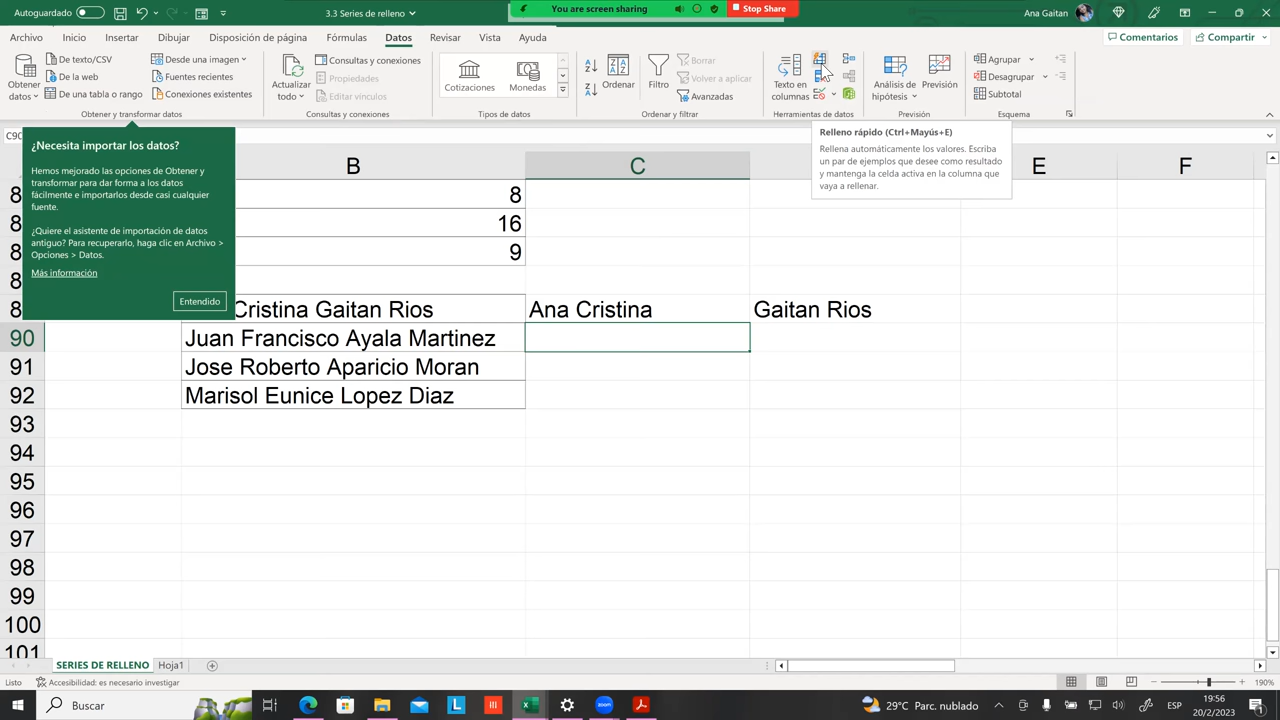 Autoguardado
3.3 Series de relleno
You are screen sharing
Stop Share
Ana Gaitan
Archivo
Inicio
Insertar
Dibujar
Disposición de página
Fórmulas
Datos
Revisar
Vista
Ayuda
Comentarios
Compartir
Obtener datos
De texto/CSV
De la web
De una tabla o rango
Desde una imagen
Fuentes recientes
Conexiones existentes
Obtener y transformar datos
Actualizar todo
Consultas y conexiones
Propiedades
Editar vínculos
Consultas y conexiones
Cotizaciones
Monedas
Tipos de datos
Ordenar
Filtro
Borrar
Volver a aplicar
Avanzadas
Ordenar y filtrar
Texto en columnas
Herramientas de datos
Análisis de hipótesis
Previsión
Previsión
Agrupar
Desagrupar
Subtotal
Esquema
Relleno rápido (Ctrl+Mayús+E)
Rellena automáticamente los valores. Escriba
un par de ejemplos que desee como resultado
y mantenga la celda activa en la columna que
vaya a rellenar.
¿Necesita importar los datos?
Hemos mejorado las opciones de Obtener y
transformar para dar forma a los datos
fácilmente e importarlos desde casi cualquier
fuente.
¿Quiere el asistente de importación de datos
antiguo? Para recuperarlo, haga clic en Archivo >
Opciones > Datos.
Más información
Entendido
B C E F
8 8
8 16
8 9
8
8 Cristina Gaitan Rios Ana Cristina Gaitan Rios
90 Juan Francisco Ayala Martinez
91 Jose Roberto Aparicio Moran
92 Marisol Eunice Lopez Diaz
93
94
95
96
97
98
99
100
101
SERIES DE RELLENO
Hoja1
Listo
Accesibilidad: es necesario investigar
190%
Buscar
29°C Parc. nublado
ESP
19:56
20/2/2023